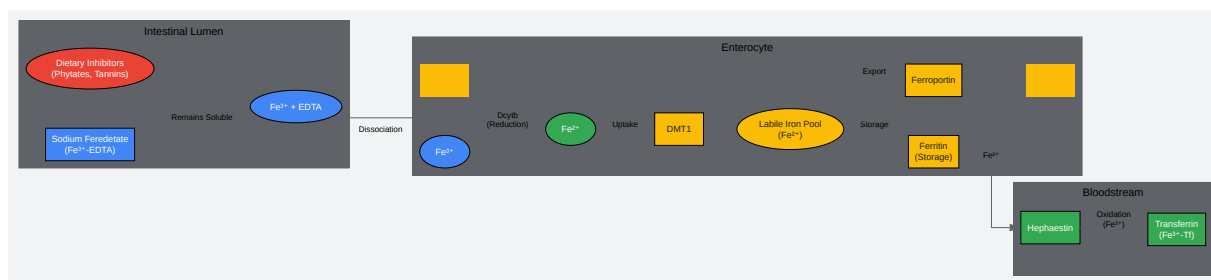 Intestinal Lumen
Dietary Inhibitors
(Phytates, Tannins)
Sodium Feredetate
(Fe³⁺-EDTA)
Remains Soluble
Fe³⁺ + EDTA
Dissociation
Enterocyte
Fe³⁺
Dcytb
(Reduction)
Fe²⁺
Uptake
DMT1
Labile Iron Pool
(Fe²⁺)
Export
Ferroportin
Storage
Ferritin
(Storage)
Fe²⁺
Bloodstream
Hephaestin
Oxidation
(Fe³⁺)
Transferrin
(Fe³⁺-Tf)